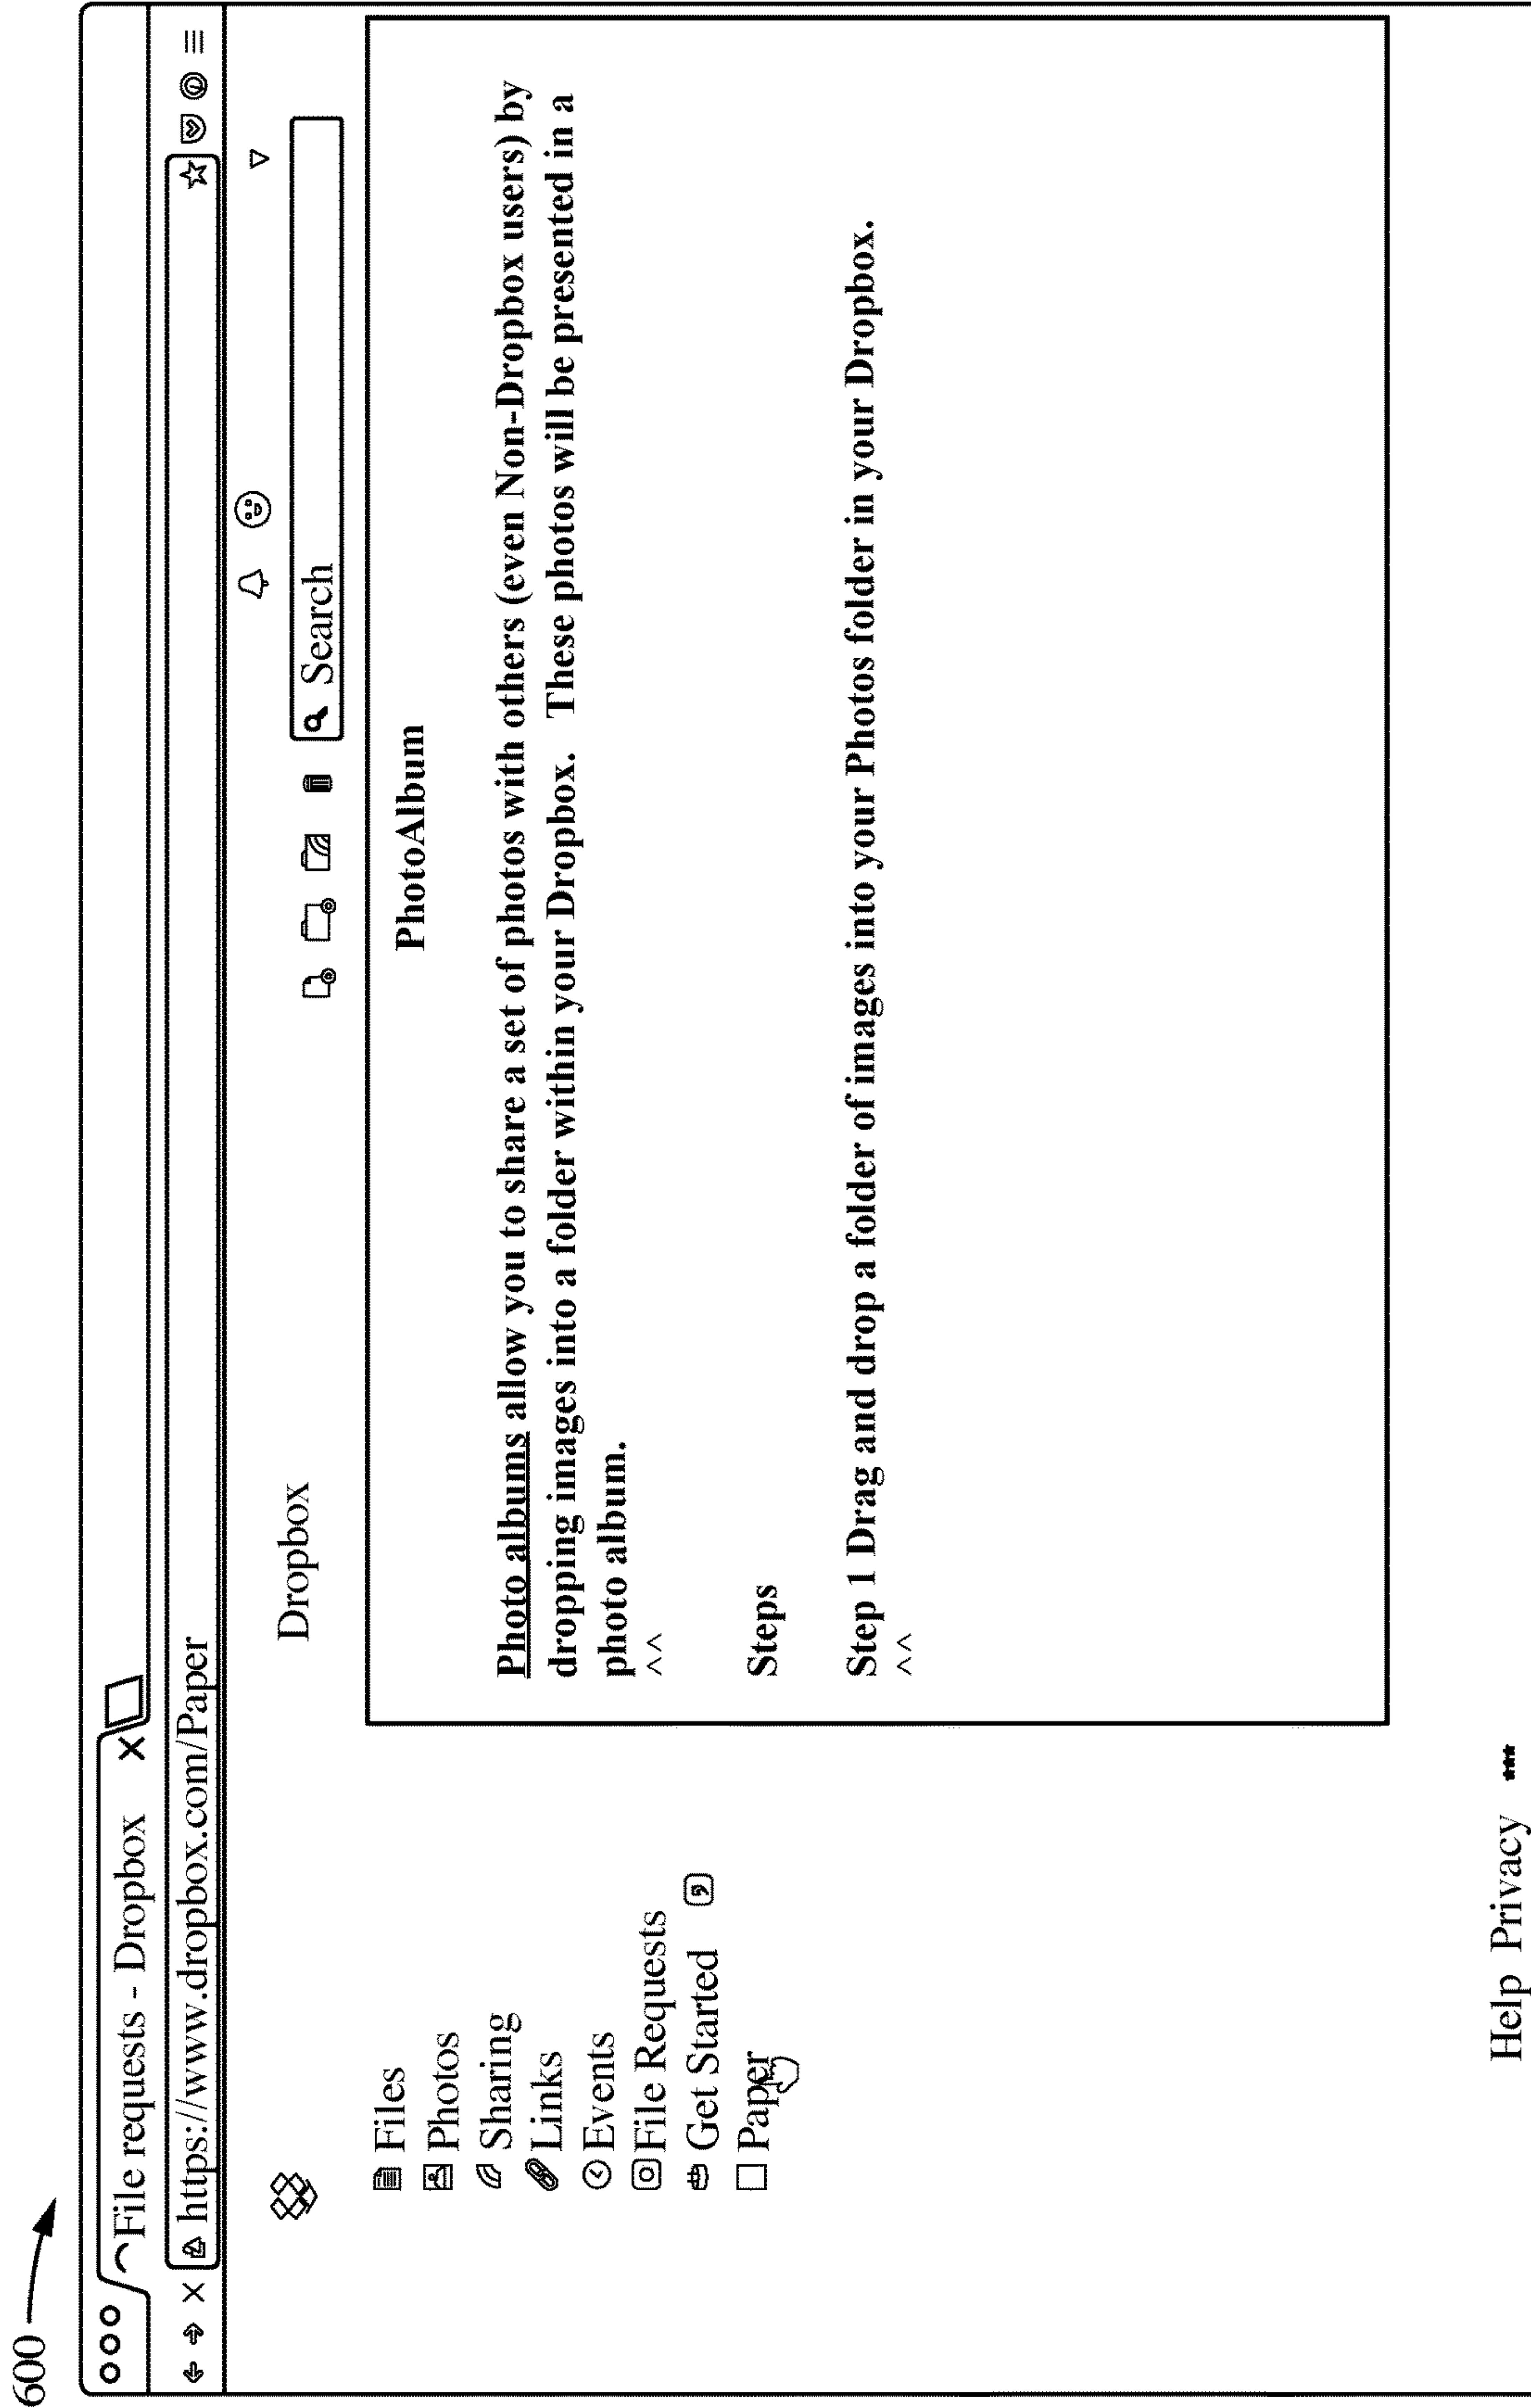 600
File requests - Dropbox X
https://www.dropbox.com/Paper
Dropbox
Search
Files
Photos
Sharing
Links
Events
File Requests
Get Started
Paper
PhotoAlbum
Photo albums allow you to share a set of photos with others (even Non-Dropbox users) by
dropping images into a folder within your Dropbox. These photos will be presented in a
photo album.
^^
Steps
Step 1 Drag and drop a folder of images into your Photos folder in your Dropbox.
^^
Help Privacy ***